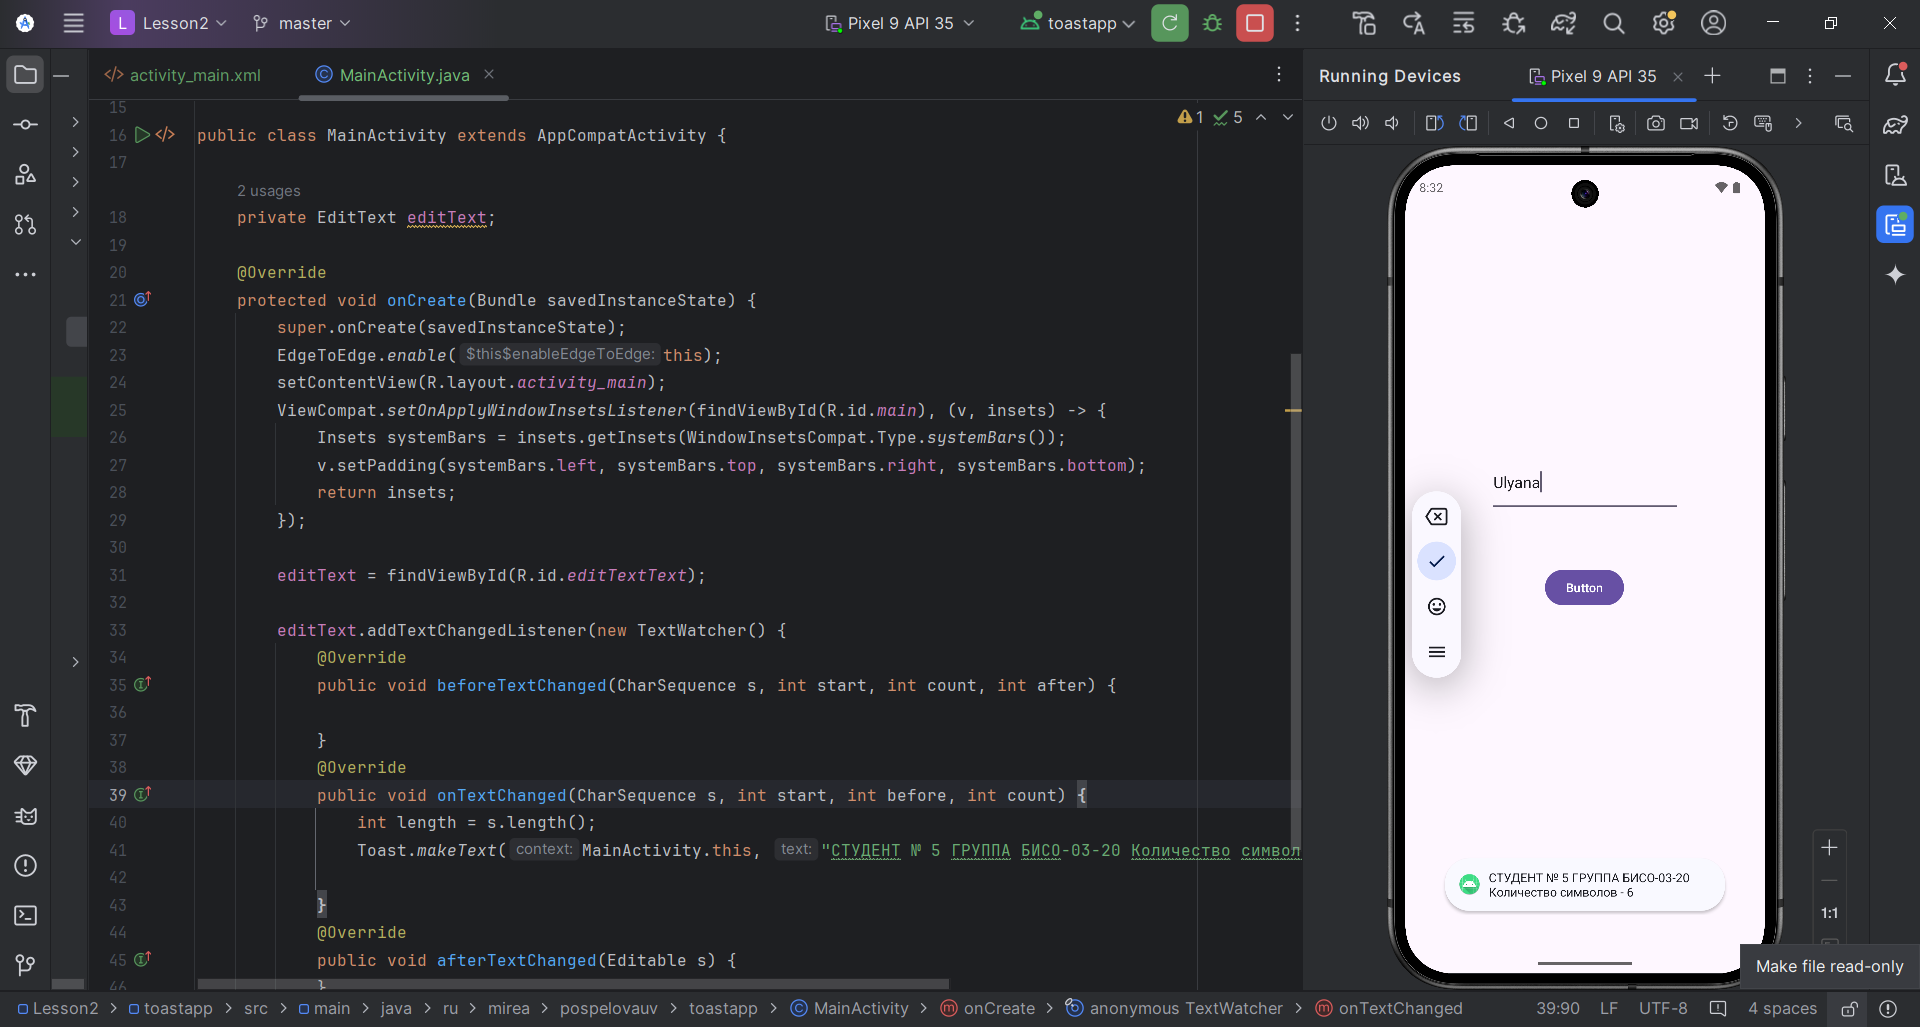 L Lesson2 master Pixel 9 API 35 toastapp
activity_main.xml MainActivity.java
Running Devices Pixel 9 API 35
1 5
15
16 public class MainActivity extends AppCompatActivity {
17
2 usages
18 private EditText editText;
19
20 @Override
21 protected void onCreate(Bundle savedInstanceState) {
22 super.onCreate(savedInstanceState);
23 EdgeToEdge.enable( $this$enableEdgeToEdge: this);
24 setContentView(R.layout.activity_main);
25 ViewCompat.setOnApplyWindowInsetsListener(findViewById(R.id.main), (v, insets) -> {
26 Insets systemBars = insets.getInsets(WindowInsetsCompat.Type.systemBars());
27 v.setPadding(systemBars.left, systemBars.top, systemBars.right, systemBars.bottom);
28 return insets;
29 });
30
31 editText = findViewById(R.id.editTextText);
32
33 editText.addTextChangedListener(new TextWatcher() {
34 @Override
35 public void beforeTextChanged(CharSequence s, int start, int count, int after) {
36
37 }
38 @Override
39 public void onTextChanged(CharSequence s, int start, int before, int count) {
40 int length = s.length();
41 Toast.makeText( context: MainActivity.this, text: "СТУДЕНТ № 5 ГРУППА БИСО-03-20 Количество символ
42
43 }
44 @Override
45 public void afterTextChanged(Editable s) {
46 }
8:32
Ulyana
Button
СТУДЕНТ № 5 ГРУППА БИСО-03-20
Количество символов - 6
1:1
Make file read-only
Lesson2 > toastapp > src > main > java > ru > mirea > pospelovauv > toastapp > MainActivity > onCreate > anonymous TextWatcher > onTextChanged
39:90 LF UTF-8 4 spaces